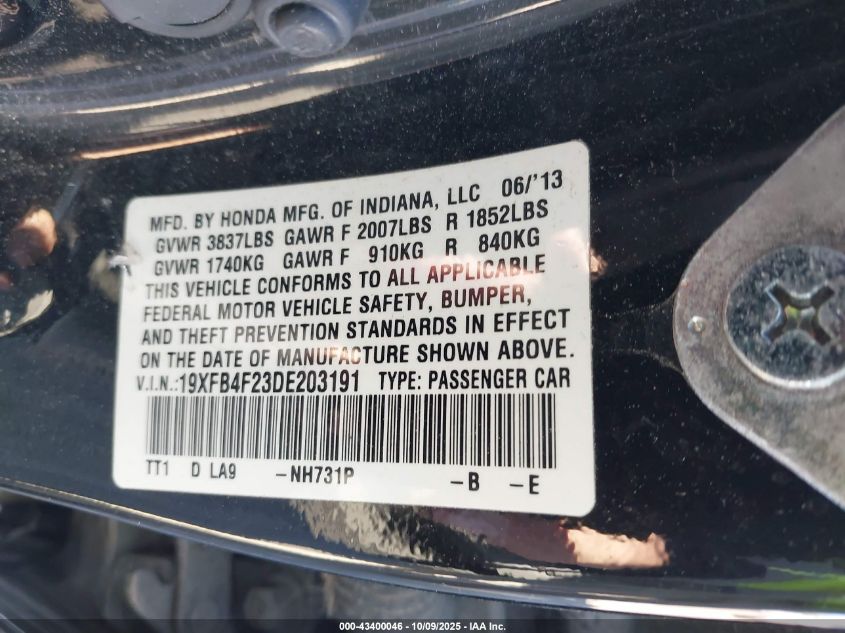 MFD. BY HONDA MFG. OF INDIANA, LLC 06/'13
GVWR 3837LBS GAWR F 2007LBS R 1852LBS
GVWR 1740KG GAWR F 910KG R 840KG
THIS VEHICLE CONFORMS TO ALL APPLICABLE
FEDERAL MOTOR VEHICLE SAFETY, BUMPER,
AND THEFT PREVENTION STANDARDS IN EFFECT
ON THE DATE OF MANUFACTURE SHOWN ABOVE.
V.I.N.:19XFB4F23DE203191 TYPE: PASSENGER CAR
TT1 D LA9 -NH731P -B -E
000-43400046 - 10/09/2025 - IAA Inc.